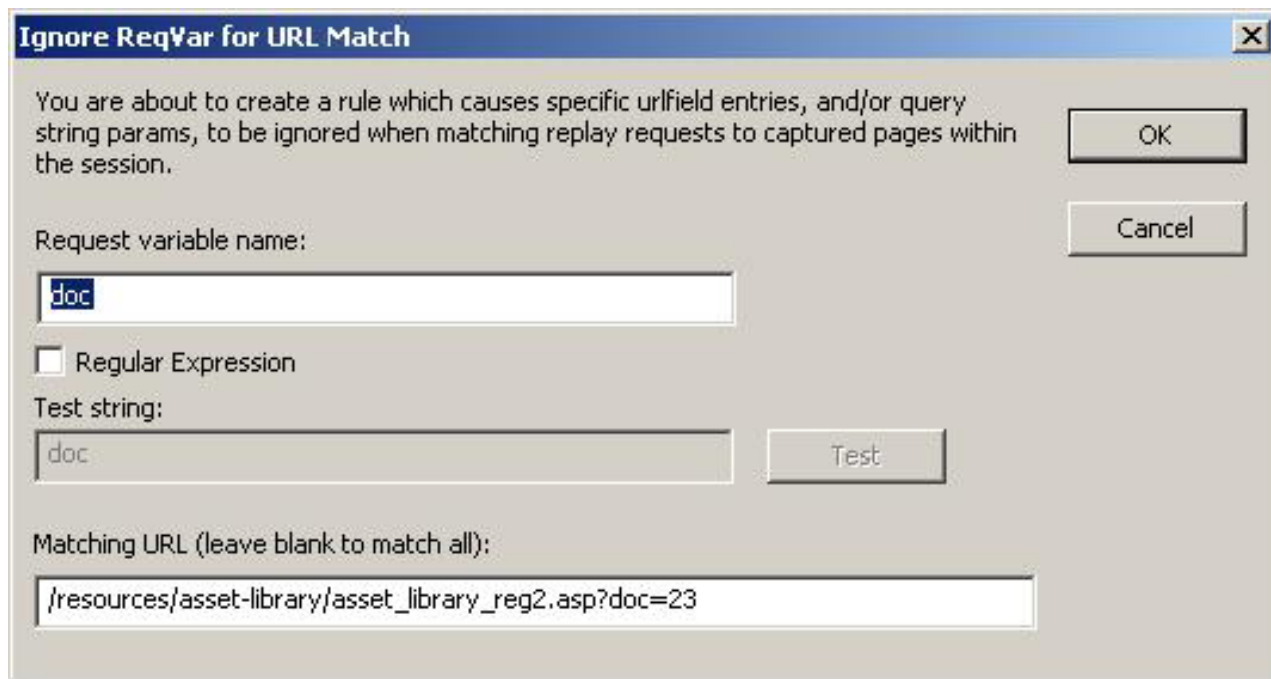 Ignore ReqVar for URL Match
You are about to create a rule which causes specific urlfield entries, and/or query
string params, to be ignored when matching replay requests to captured pages within
the session.
OK
Cancel
Request variable name:
doc
Regular Expression
Test string:
doc
Test
Matching URL (leave blank to match all):
/resources/asset-library/asset_library_reg2.asp?doc=23